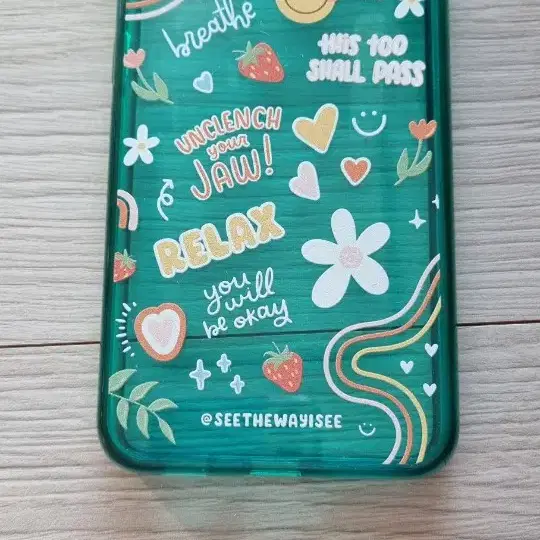 breathe
this too
SHALL PASS
UNCLENCH
your
JAW!
RELAX
you
will
be okay
@SEETHEWAYISEE